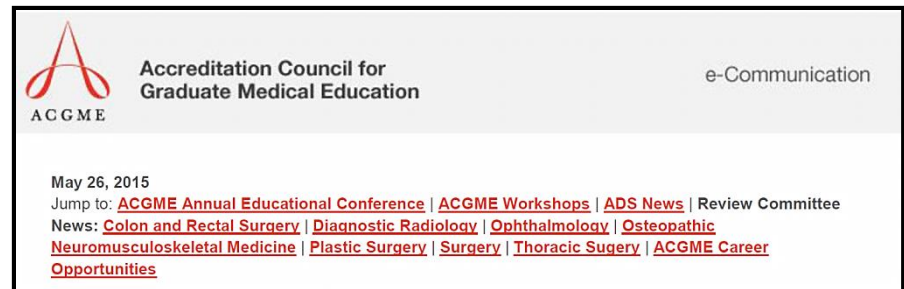 Accreditation Council for
Graduate Medical Education
e-Communication
ACGME
May 26, 2015
Jump to: ACGME Annual Educational Conference | ACGME Workshops | ADS News | Review Committee
News: Colon and Rectal Surgery | Diagnostic Radiology | Ophthalmology | Osteopathic
Neuromusculoskeletal Medicine | Plastic Surgery | Surgery | Thoracic Sugery | ACGME Career
Opportunities